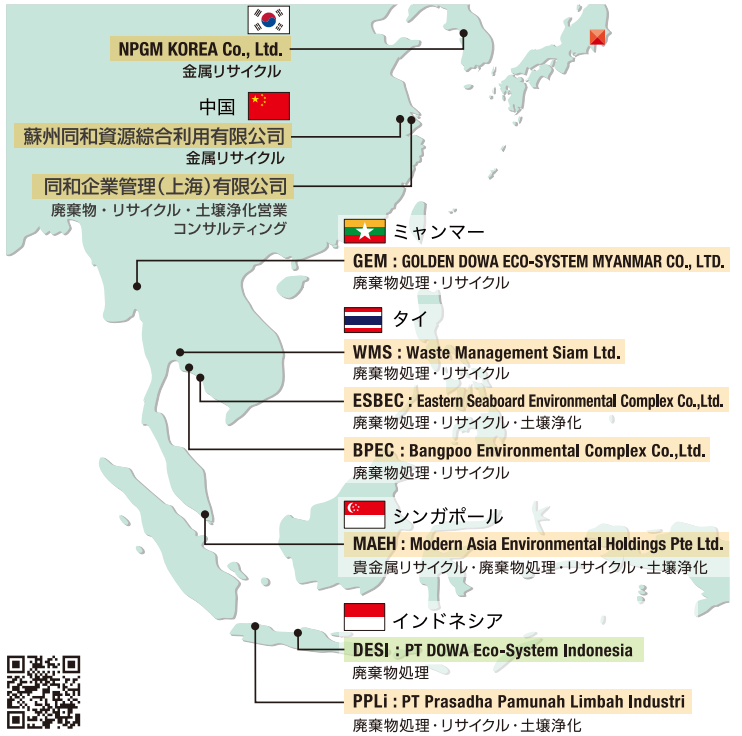 NPGM KOREA Co., Ltd.
金属リサイクル
中国
蘇州同和資源綜合利用有限公司
金属リサイクル
同和企業管理(上海)有限公司
廃棄物・リサイクル・土壌浄化営業
コンサルティング
ミャンマー
GEM : GOLDEN DOWA ECO-SYSTEM MYANMAR CO., LTD.
廃棄物処理・リサイクル
タイ
WMS : Waste Management Siam Ltd.
廃棄物処理・リサイクル
ESBEC : Eastern Seaboard Environmental Complex Co.,Ltd.
廃棄物処理・リサイクル・土壌浄化
BPEC : Bangpoo Environmental Complex Co.,Ltd.
廃棄物処理・リサイクル
シンガポール
MAEH : Modern Asia Environmental Holdings Pte Ltd.
貴金属リサイクル・廃棄物処理・リサイクル・土壌浄化
インドネシア
DESI : PT DOWA Eco-System Indonesia
廃棄物処理
PPLi : PT Prasadha Pamunah Limbah Industri
廃棄物処理・リサイクル・土壌浄化